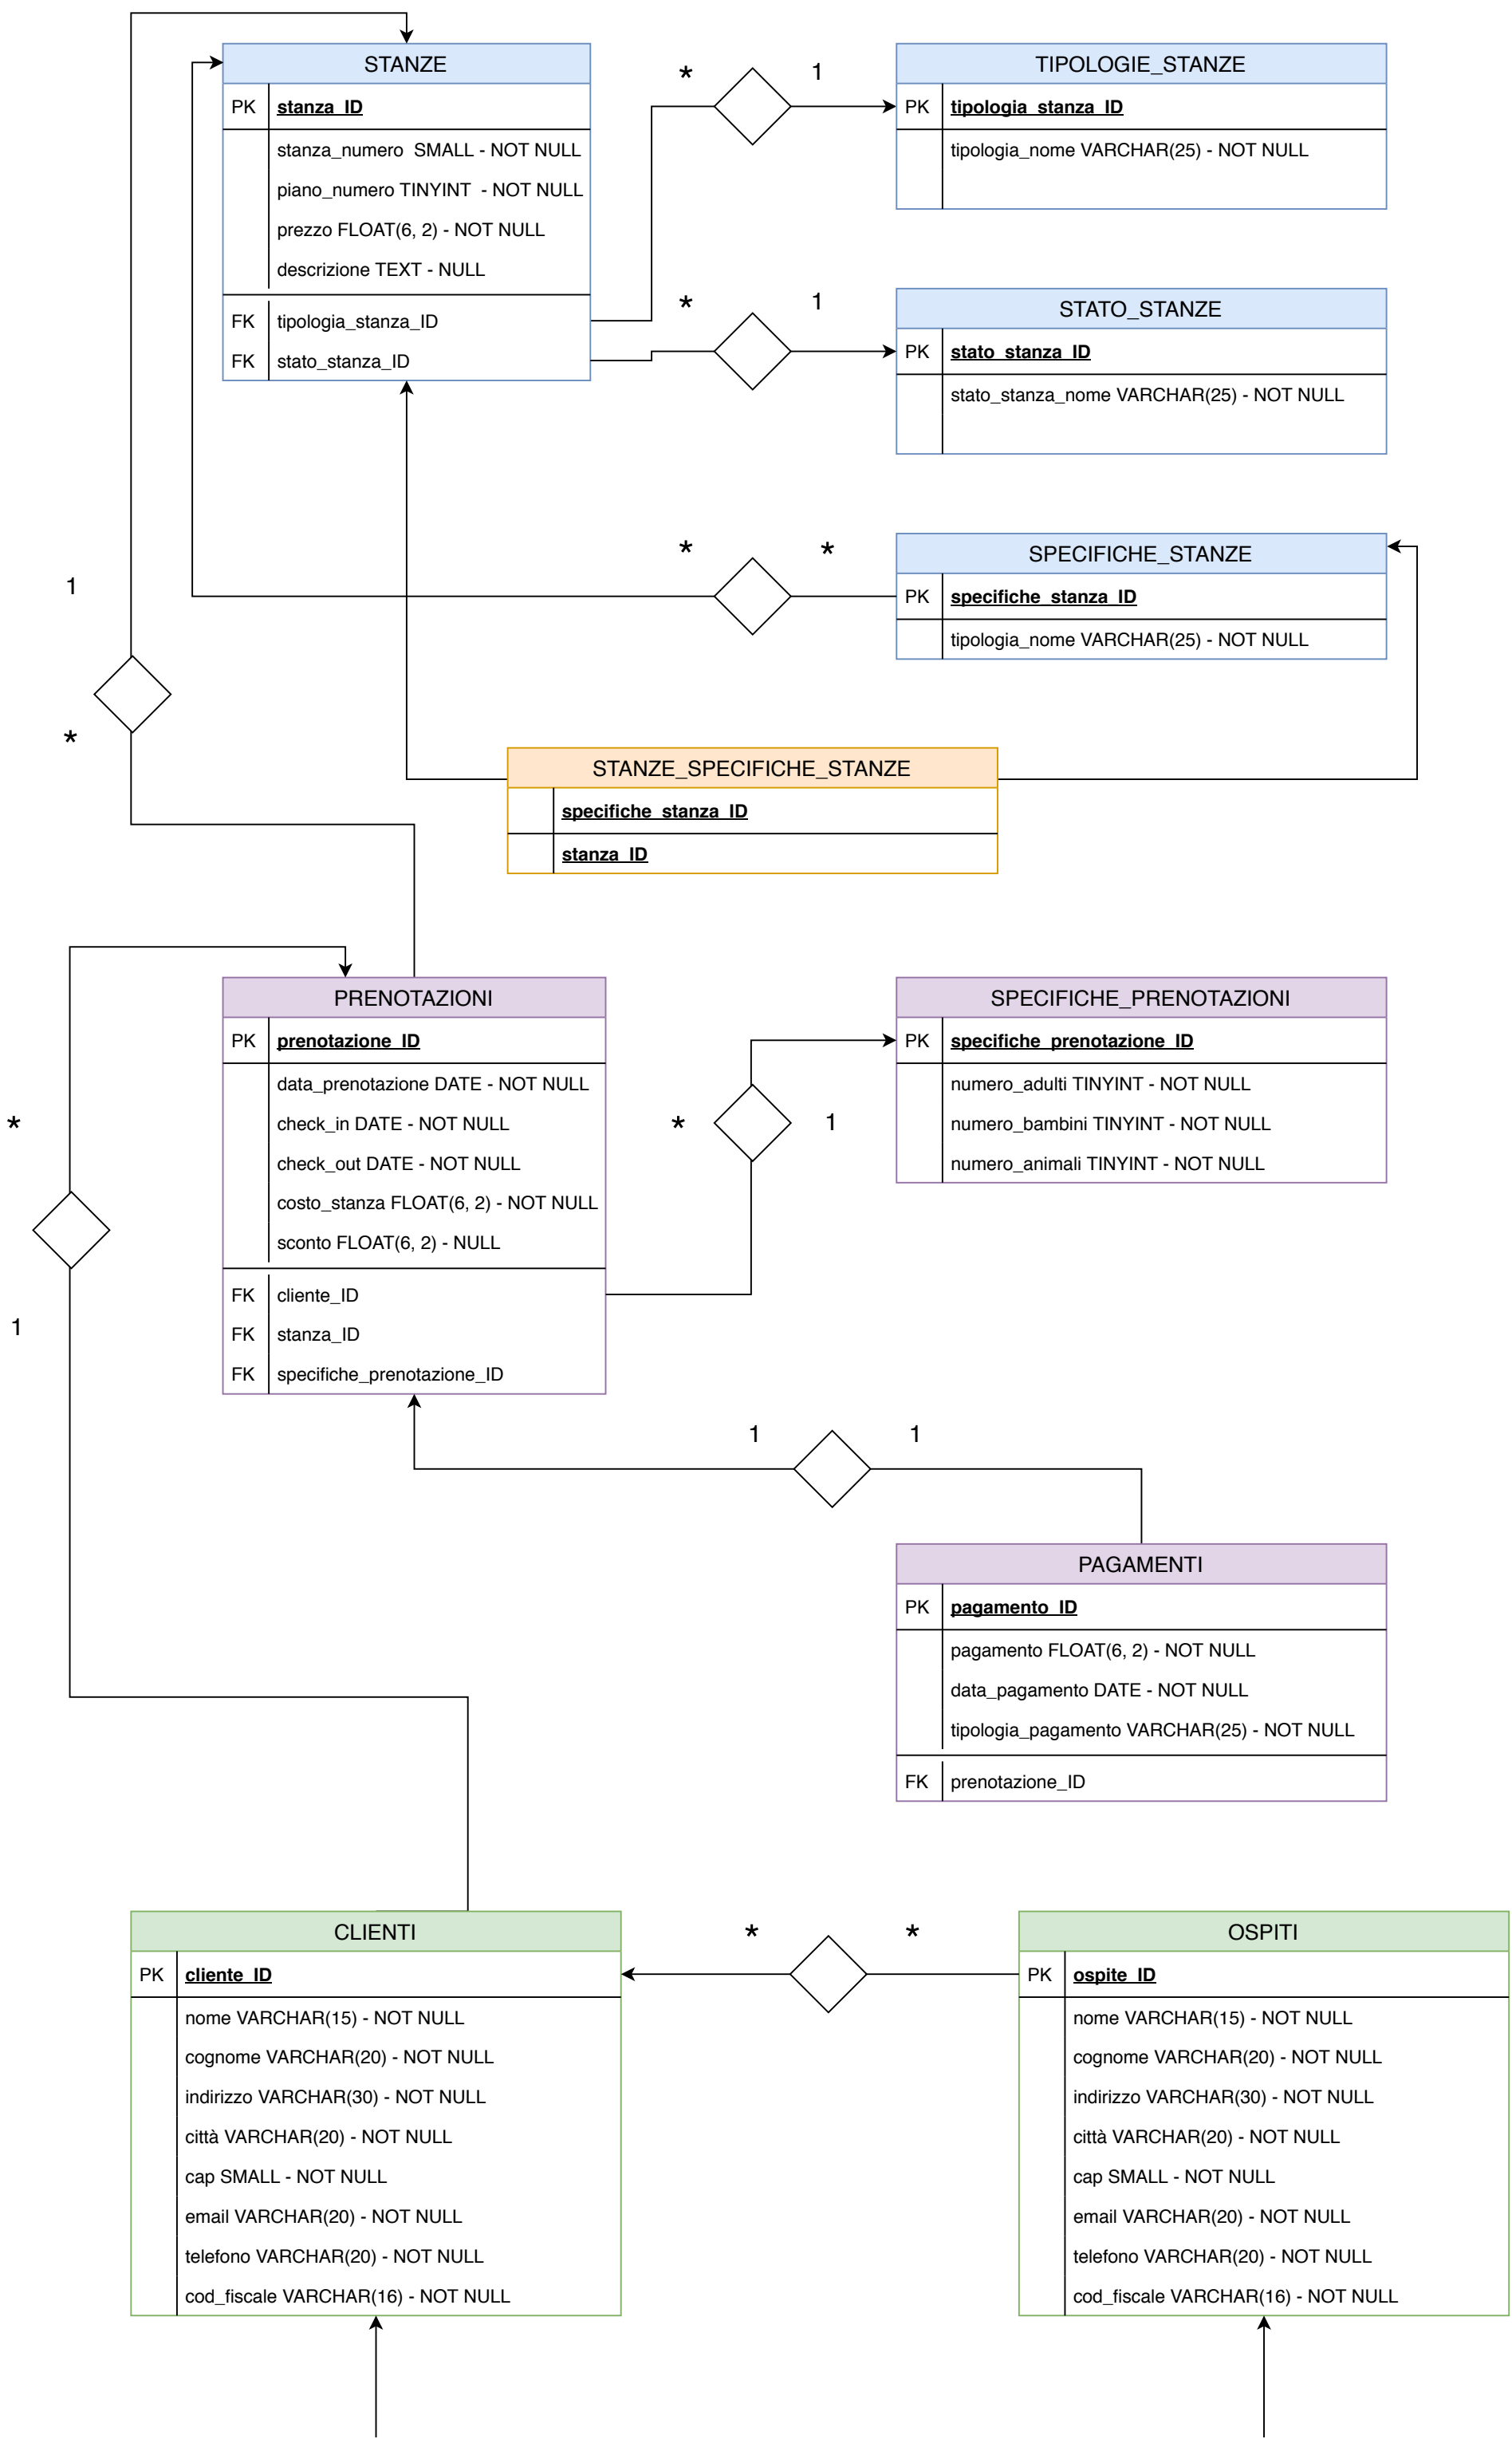 STANZE
PK stanza_ID
stanza_numero  SMALL - NOT NULL
piano_numero TINYINT  - NOT NULL
prezzo FLOAT(6, 2) - NOT NULL
descrizione TEXT - NULL
FK tipologia_stanza_ID
FK stato_stanza_ID
* 1
TIPOLOGIE_STANZE
PK tipologia_stanza_ID
tipologia_nome VARCHAR(25) - NOT NULL
* 1
STATO_STANZE
PK stato_stanza_ID
stato_stanza_nome VARCHAR(25) - NOT NULL
* *
SPECIFICHE_STANZE
PK specifiche_stanza_ID
tipologia_nome VARCHAR(25) - NOT NULL
1
*
STANZE_SPECIFICHE_STANZE
specifiche_stanza_ID
stanza_ID
PRENOTAZIONI
PK prenotazione_ID
data_prenotazione DATE - NOT NULL
check_in DATE - NOT NULL
check_out DATE - NOT NULL
costo_stanza FLOAT(6, 2) - NOT NULL
sconto FLOAT(6, 2) - NULL
FK cliente_ID
FK stanza_ID
FK specifiche_prenotazione_ID
* 1
SPECIFICHE_PRENOTAZIONI
PK specifiche_prenotazione_ID
numero_adulti TINYINT - NOT NULL
numero_bambini TINYINT - NOT NULL
numero_animali TINYINT - NOT NULL
*
1
1 1
PAGAMENTI
PK pagamento_ID
pagamento FLOAT(6, 2) - NOT NULL
data_pagamento DATE - NOT NULL
tipologia_pagamento VARCHAR(25) - NOT NULL
FK prenotazione_ID
CLIENTI
PK cliente_ID
nome VARCHAR(15) - NOT NULL
cognome VARCHAR(20) - NOT NULL
indirizzo VARCHAR(30) - NOT NULL
città VARCHAR(20) - NOT NULL
cap SMALL - NOT NULL
email VARCHAR(20) - NOT NULL
telefono VARCHAR(20) - NOT NULL
cod_fiscale VARCHAR(16) - NOT NULL
* *
OSPITI
PK ospite_ID
nome VARCHAR(15) - NOT NULL
cognome VARCHAR(20) - NOT NULL
indirizzo VARCHAR(30) - NOT NULL
città VARCHAR(20) - NOT NULL
cap SMALL - NOT NULL
email VARCHAR(20) - NOT NULL
telefono VARCHAR(20) - NOT NULL
cod_fiscale VARCHAR(16) - NOT NULL